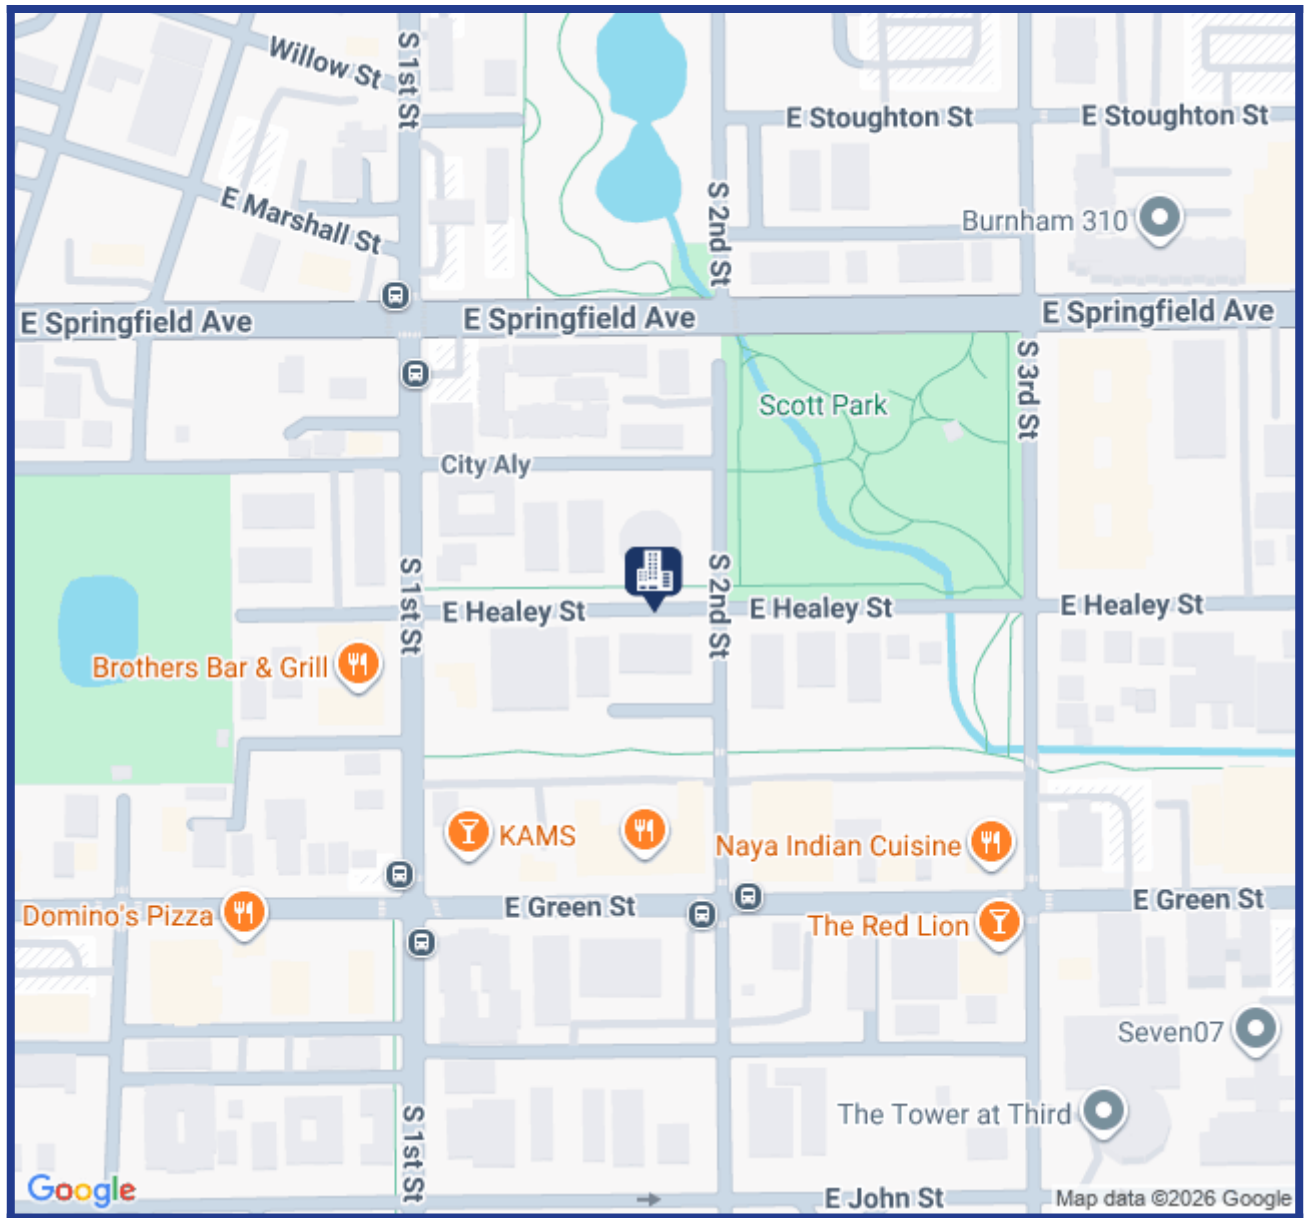 Willow St
S 1st St
E Stoughton St
E Stoughton St
E Marshall St
S 2nd St
Burnham 310
E Springfield Ave
E Springfield Ave
E Springfield Ave
S 3rd St
Scott Park
City Aly
S 1st St
S 2nd St
E Healey St
E Healey St
E Healey St
Brothers Bar & Grill
KAMS
Naya Indian Cuisine
Domino's Pizza
E Green St
The Red Lion
E Green St
Seven07
The Tower at Third
S 1st St
Google
E John St
Map data ©2026 Google